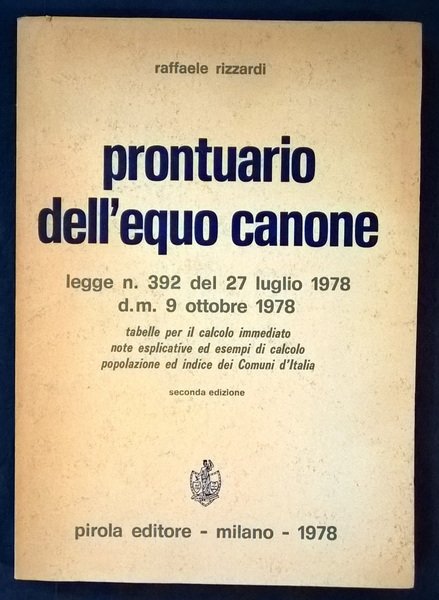 raffaele rizzardi
prontuario
dell'equo canone
legge n. 392 del 27 luglio 1978
d.m. 9 ottobre 1978
tabelle per il calcolo immediato
note esplicative ed esempi di calcolo
popolazione ed indice dei Comuni d'Italia
seconda edizione
pirola editore - milano - 1978